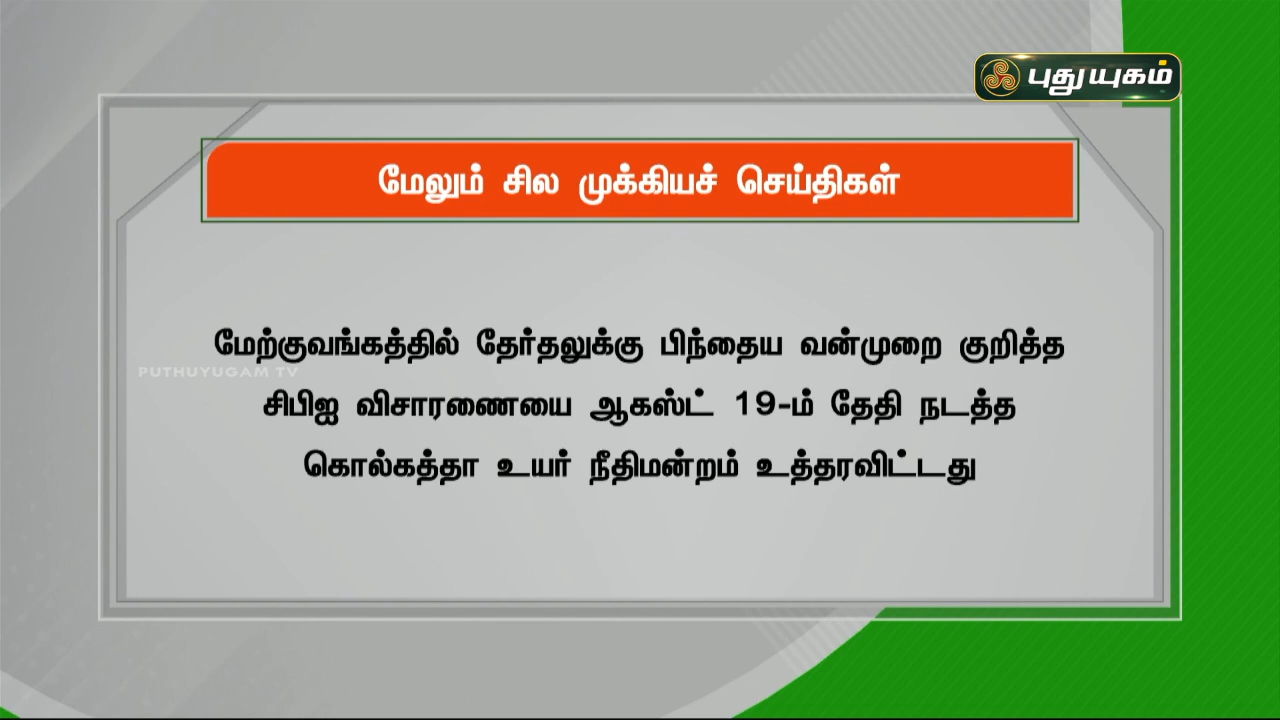 புதுயுகம்
மேலும் சில முக்கியச் செய்திகள்
மேற்குவங்கத்தில் தேர்தலுக்கு பிந்தைய வன்முறை குறித்த
PUTHUYUGAM TV
சிபிஐ விசாரணையை ஆகஸ்ட் 19-ம் தேதி நடத்த
கொல்கத்தா உயர் நீதிமன்றம் உத்தரவிட்டது